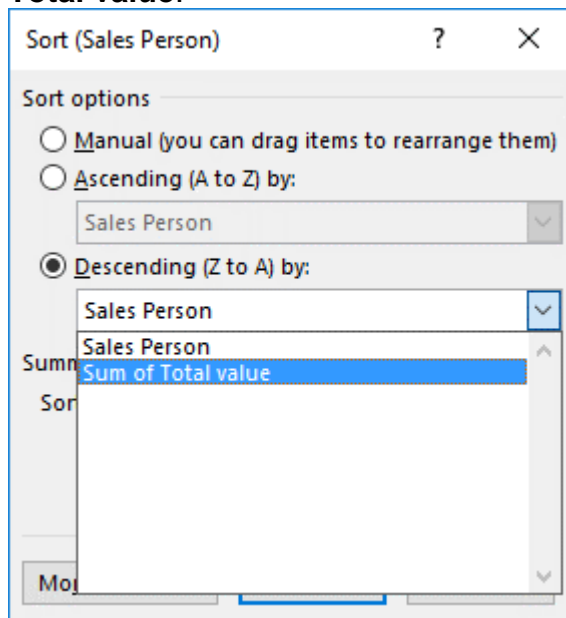 Total value.
Sort (Sales Person) ? ×
Sort options
Manual (you can drag items to rearrange them)
Ascending (A to Z) by:
Sales Person
Descending (Z to A) by:
Sales Person
Sales Person
Sum of Total value